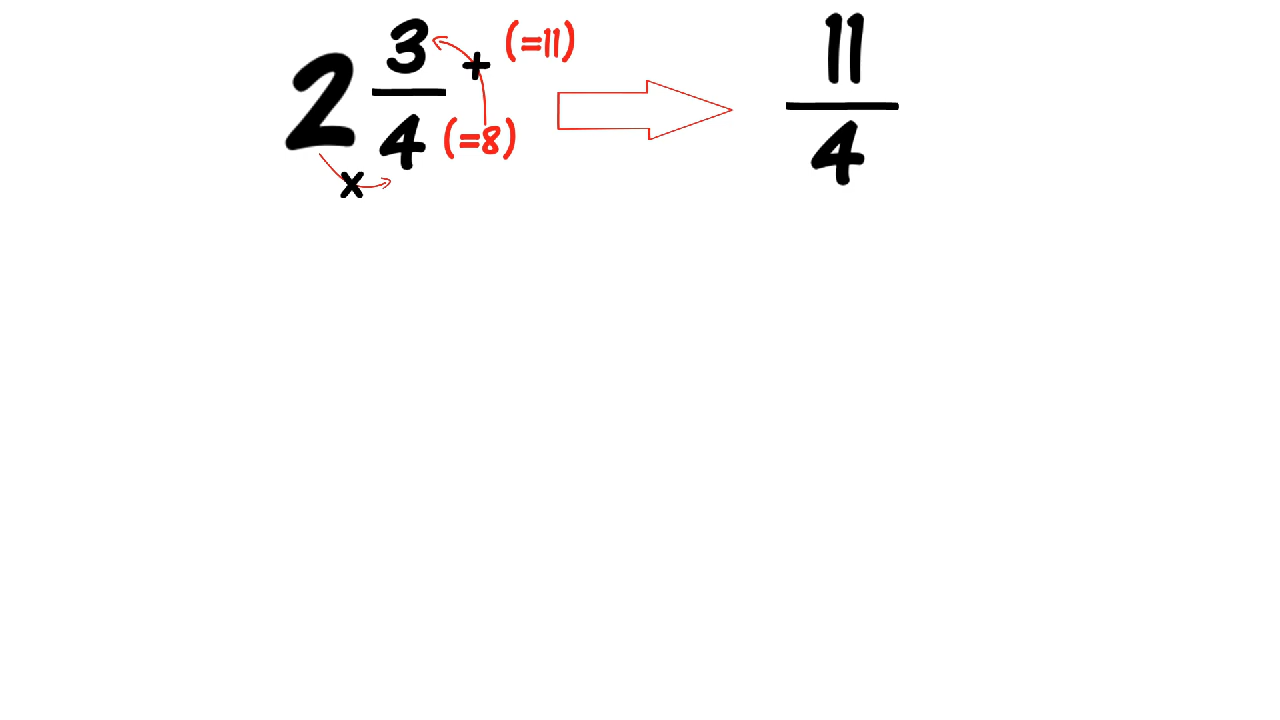 2 3/4 + (=11) 11/4
x (=8)